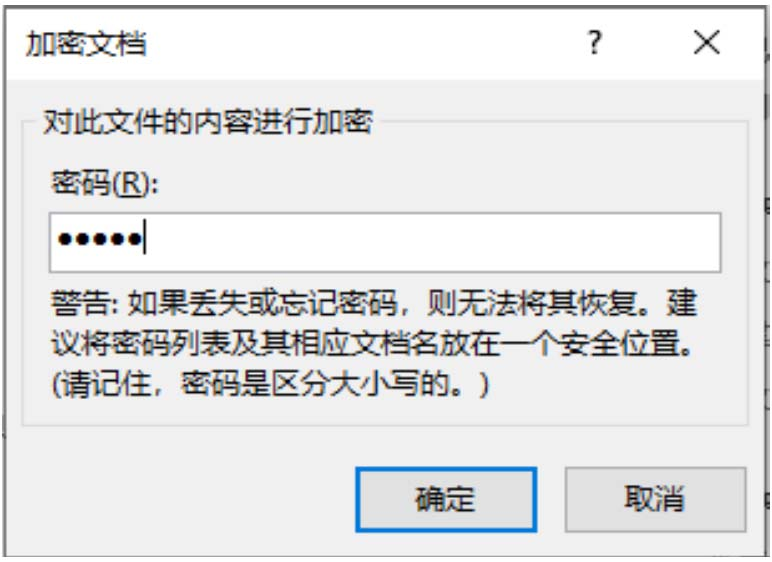 加密文档
对此文件的内容进行加密
密码(R):
•••••
警告: 如果丢失或忘记密码，则无法将其恢复。建
议将密码列表及其相应文档名放在一个安全位置。
(请记住，密码是区分大小写的。)
确定 取消